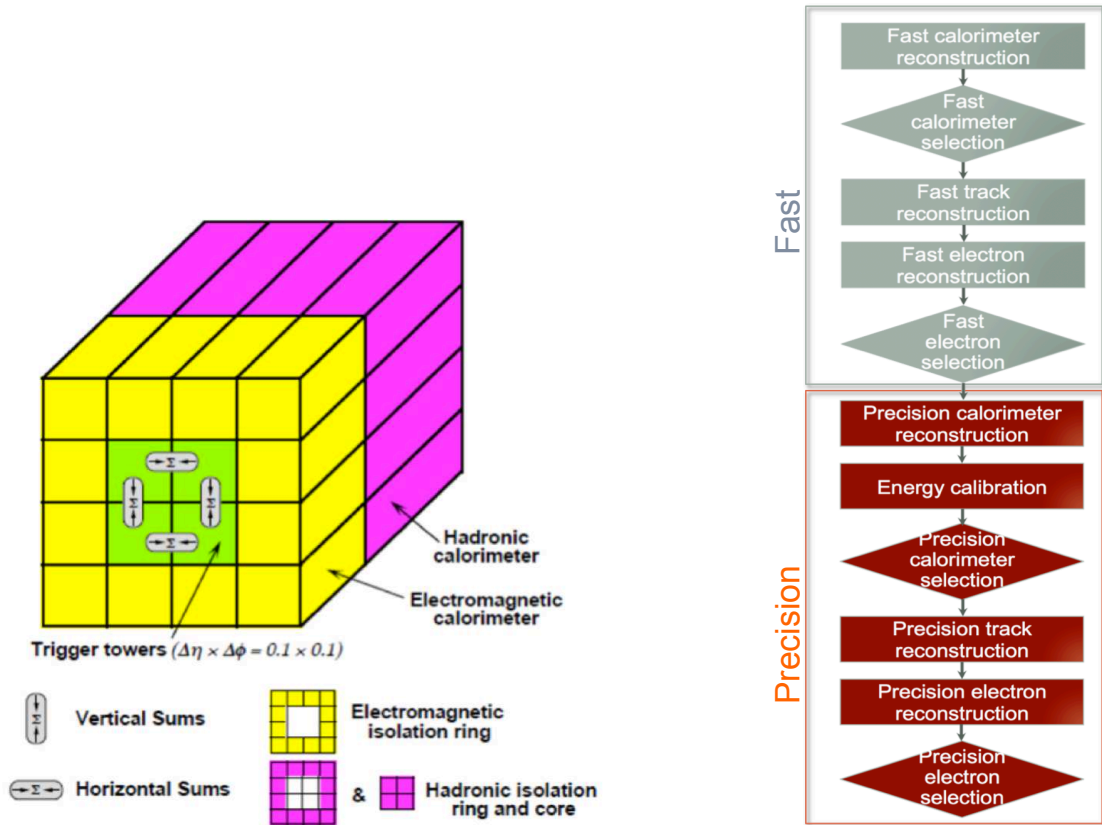 Σ
Σ
Σ
Σ
Hadronic
calorimeter
Electromagnetic
calorimeter
Trigger towers (Δη × Δϕ = 0.1 × 0.1)
Σ
Vertical Sums
Electromagnetic
isolation ring
Σ
Horizontal Sums
&
Hadronic isolation
ring and core
Fast
Fast calorimeter
reconstruction
Fast
calorimeter
selection
Fast track
reconstruction
Fast electron
reconstruction
Fast
electron
selection
Precision
Precision calorimeter
reconstruction
Energy calibration
Precision
calorimeter
selection
Precision track
reconstruction
Precision electron
reconstruction
Precision
electron
selection